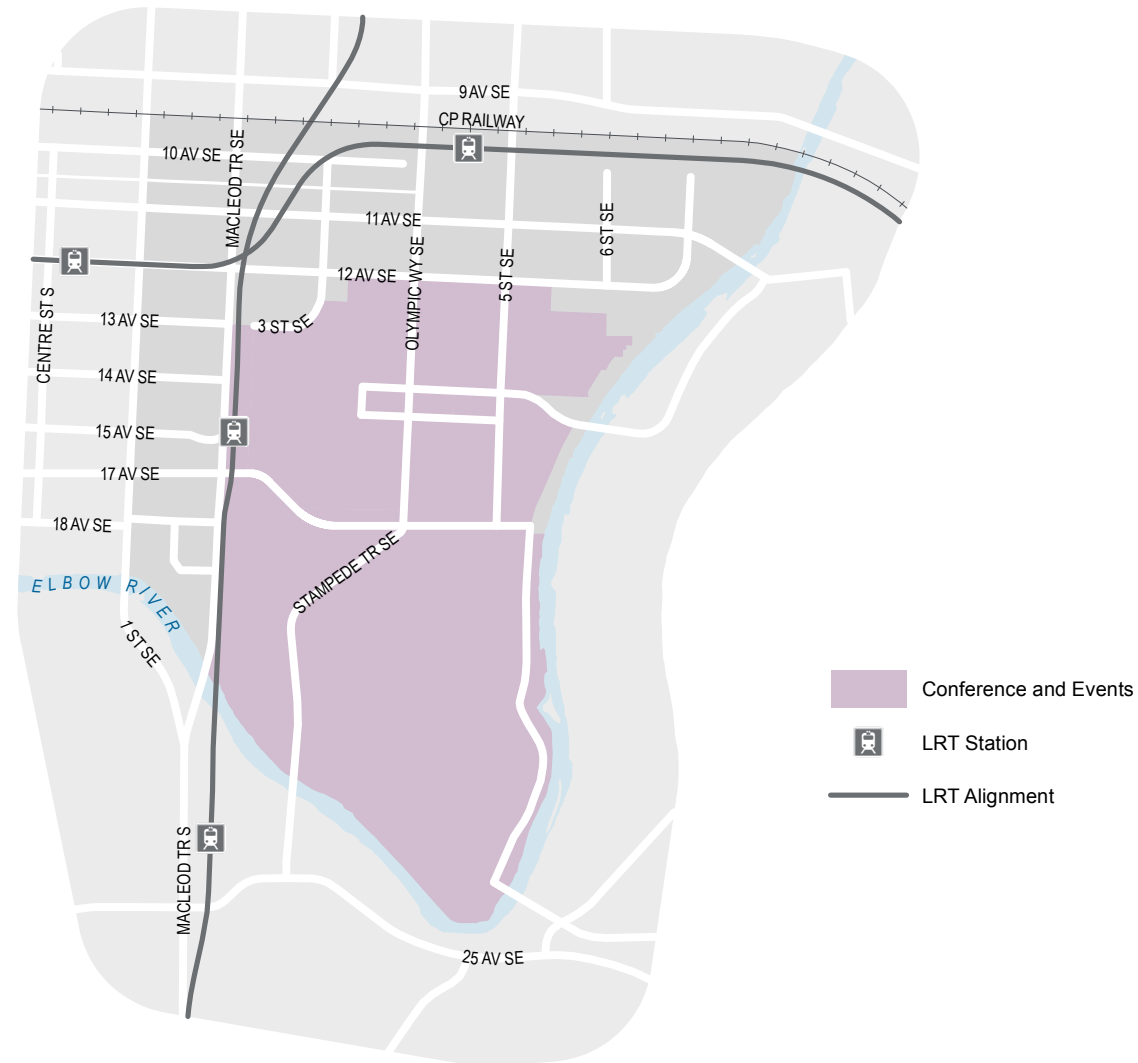 9 AV SE
CP RAILWAY
10 AV SE
MACLEOD TR SE
11 AV SE
6 ST SE
12 AV SE
OLYMPIC WY SE
5 ST SE
CENTRE ST S
13 AV SE
3 ST SE
14 AV SE
15 AV SE
17 AV SE
18 AV SE
STAMPEDE TR SE
ELBOW RIVER
1 ST SE
MACLEOD TR S
25 AV SE
Conference and Events
LRT Station
LRT Alignment